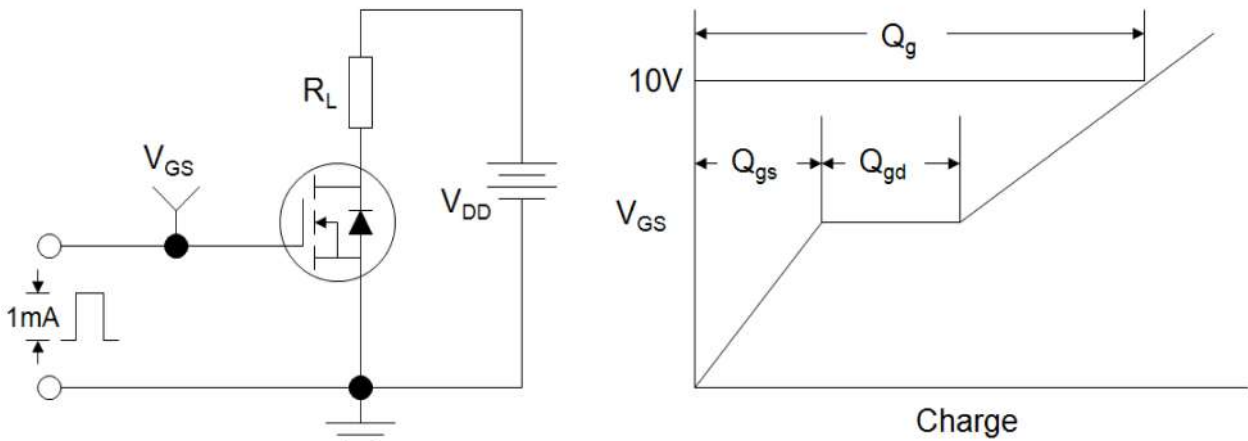 R_L
V_GS
V_DD
1mA
Q_g
10V
Q_gs
Q_gd
V_GS
Charge